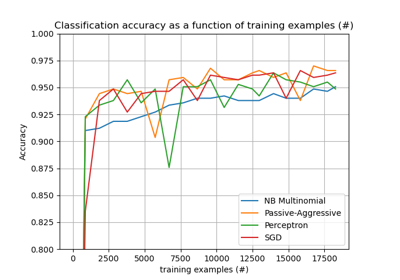 Classification accuracy as a function of training examples (#)
1.000
0.975
0.950
0.925
0.900
0.875
0.850
0.825
0.800
Accuracy
NB Multinomial
Passive-Aggressive
Perceptron
SGD
0 2500 5000 7500 10000 12500 15000 17500
training examples (#)